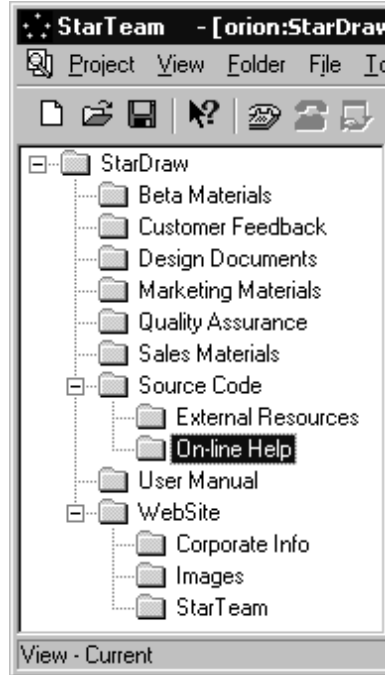 StarTeam - [orion:StarDraw
Project View Folder File
StarDraw
Beta Materials
Customer Feedback
Design Documents
Marketing Materials
Quality Assurance
Sales Materials
Source Code
External Resources
On-line Help
User Manual
WebSite
Corporate Info
Images
StarTeam
View - Current